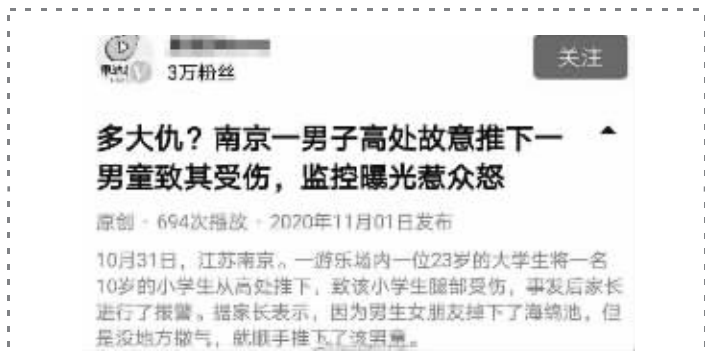 3万粉丝
关注
多大仇？南京一男子高处故意推下一
男童致其受伤，监控曝光惹众怒
原创 · 694次播放 · 2020年11月01日发布
10月31日，江苏南京。一游乐场内一位23岁的大学生将一名
10岁的小学生从高处推下，致该小学生腿部受伤，事发后家长
进行了报警。据家长表示，因为男生女朋友掉下了海绵池，但
是没地方撒气，就顺手推下了该男童。